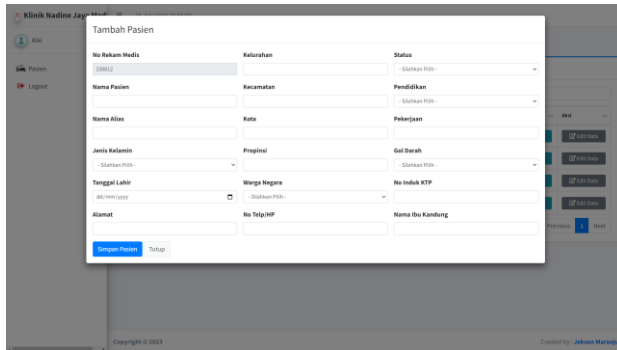 Klinik Nadine Jaya
Kiki
Pasien
Logout
Tambah Pasien
No Rekam Medis
Kelurahan
Status
230012
- Silahkan Pilih -
Nama Pasien
Kecamatan
Pendidikan
- Silahkan Pilih -
Nama Alias
Kota
Pekerjaan
Jenis Kelamin
Propinsi
Gol Darah
- Silahkan Pilih -
- Silahkan Pilih -
Tanggal Lahir
Warga Negara
No Induk KTP
dd/mm/yyyy
- Silahkan Pilih -
Alamat
No Telp/HP
Nama Ibu Kandung
Simpan Pasien
Tutup
Aksi
Edit Data
Edit Data
Edit Data
Edit Data
Previous 1 Next
Copyright © 2023
Created by : Jekson